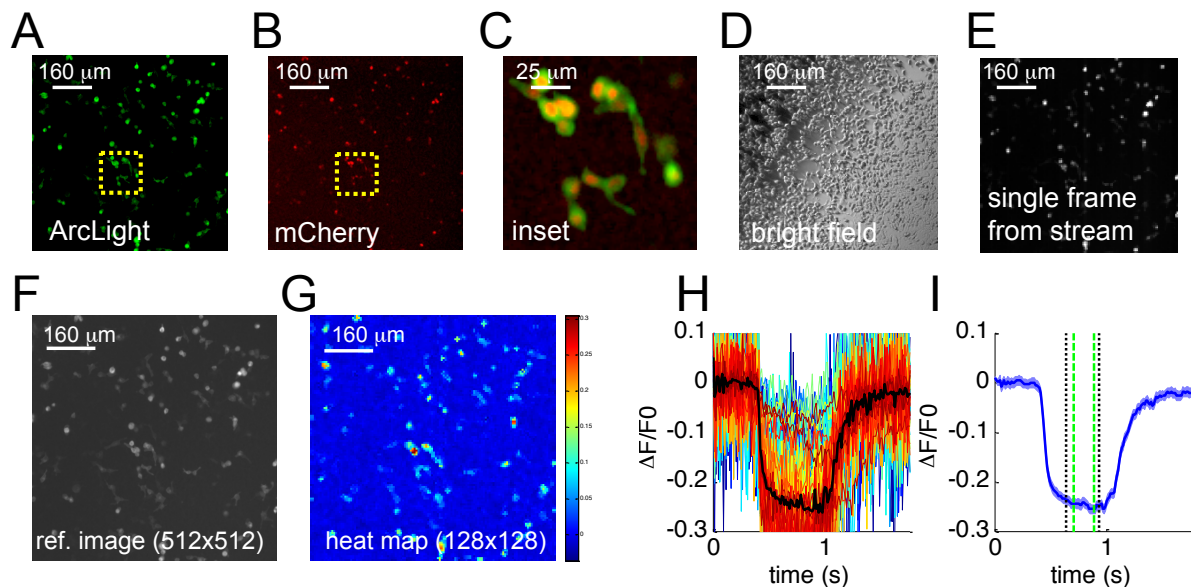 A
B
C
D
E
160 μm
160 μm
25 μm
160 μm
160 μm
ArcLight
mCherry
inset
bright field
single frame
from stream
F
G
H
I
160 μm
160 μm
ref. image (512x512)
heat map (128x128)
0.3
0.25
0.2
0.15
0.1
0.05
0
0.1
0
-0.1
-0.2
-0.3
ΔF/F0
0
1
time (s)
0.1
0
-0.1
-0.2
-0.3
ΔF/F0
0
1
time (s)